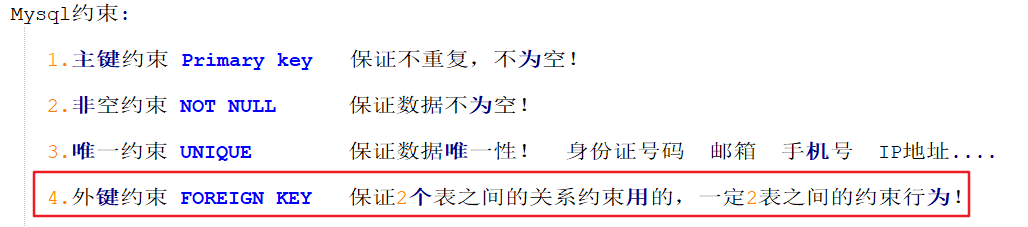 Mysql约束:
1.主键约束 Primary key 保证不重复，不为空！
2.非空约束 NOT NULL 保证数据不为空！
3.唯一约束 UNIQUE 保证数据唯一性！ 身份证号码 邮箱 手机号 IP地址....
4.外键约束 FOREIGN KEY 保证2个表之间的关系约束用的，一定2表之间的约束行为！